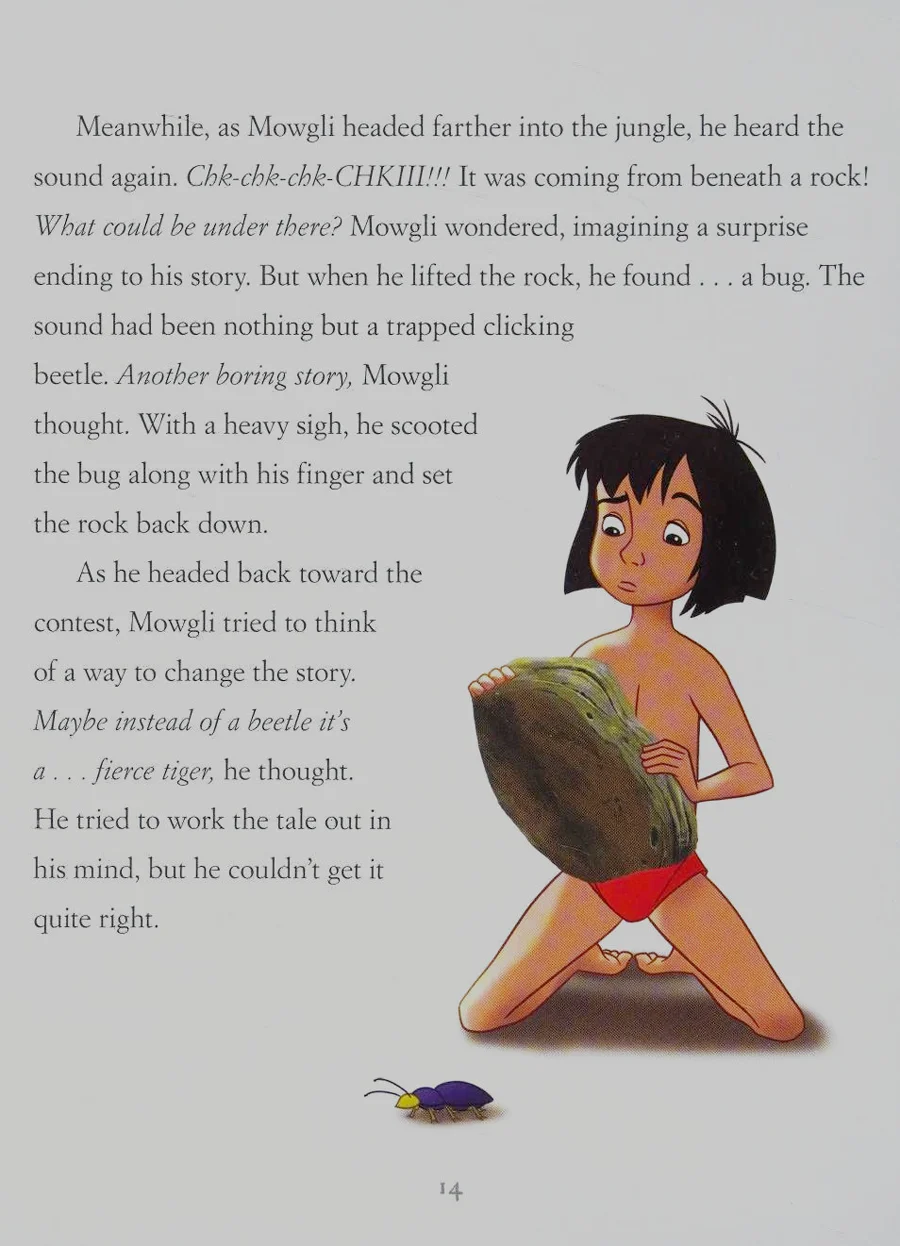 Meanwhile, as Mowgli headed farther into the jungle, he heard the
sound again. Chk-chk-chk-CHKIII!!! It was coming from beneath a rock!
What could be under there? Mowgli wondered, imagining a surprise
ending to his story. But when he lifted the rock, he found . . . a bug. The
sound had been nothing but a trapped clicking
beetle. Another boring story, Mowgli
thought. With a heavy sigh, he scooted
the bug along with his finger and set
the rock back down.
As he headed back toward the
contest, Mowgli tried to think
of a way to change the story.
Maybe instead of a beetle it's
a . . . fierce tiger, he thought.
He tried to work the tale out in
his mind, but he couldn't get it
quite right.
14